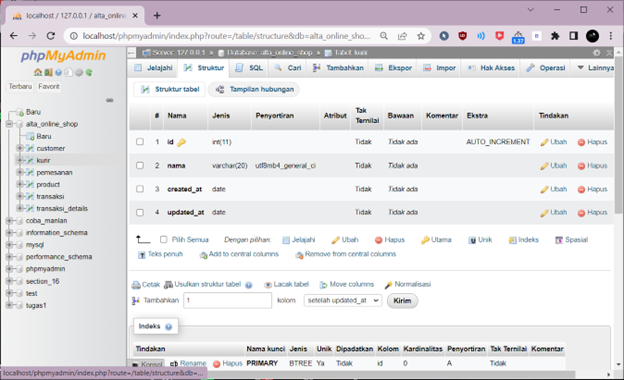 localhost / 127.0.0.1 / alta_onlin
localhost/phpmyadmin/index.php?route=/table/structure&db=alta_online_sho...
1.37
phpMyAdmin
Terbaru Favorit
Baru
alta_online_shop
Baru
customer
kurir
pemesanan
product
transaksi
transaksi_details
coba_manlan
information_schema
mysql
performance_schema
phpmyadmin
section_16
test
tugas1
Server: 127.0.0.1 » Database: alta_online_shop » Tabel: kurir
Jelajahi Struktur SQL Cari Tambahkan Ekspor Impor Hak Akses Operasi Lainnya
Struktur tabel Tampilan hubungan
# Nama Jenis Penyortiran Atribut Tak Ternilai Bawaan Komentar Ekstra Tindakan
1 id int(11) Tidak Tidak ada AUTO_INCREMENT Ubah Hapus
2 nama varchar(20) utf8mb4_general_ci Tidak Tidak ada Ubah Hapus
3 created_at date Tidak Tidak ada Ubah Hapus
4 updated_at date Tidak Tidak ada Ubah Hapus
Pilih Semua Dengan pilihan: Jelajahi Ubah Hapus Utama Unik Indeks Spasial
Teks penuh Add to central columns Remove from central columns
Cetak Usulkan struktur tabel Lacak tabel Move columns Normalisasi
Tambahkan 1 kolom setelah updated_at Kirim
Indeks
Tindakan Nama kunci Jenis Unik Dipadatkan Kolom Kardinalitas Penyortiran Tak Ternilai Komentar
Konsol Rename Hapus PRIMARY BTREE Ya Tidak id 0 A Tidak
localhost/phpmyadmin/index.php?route=/table/structure&db=...